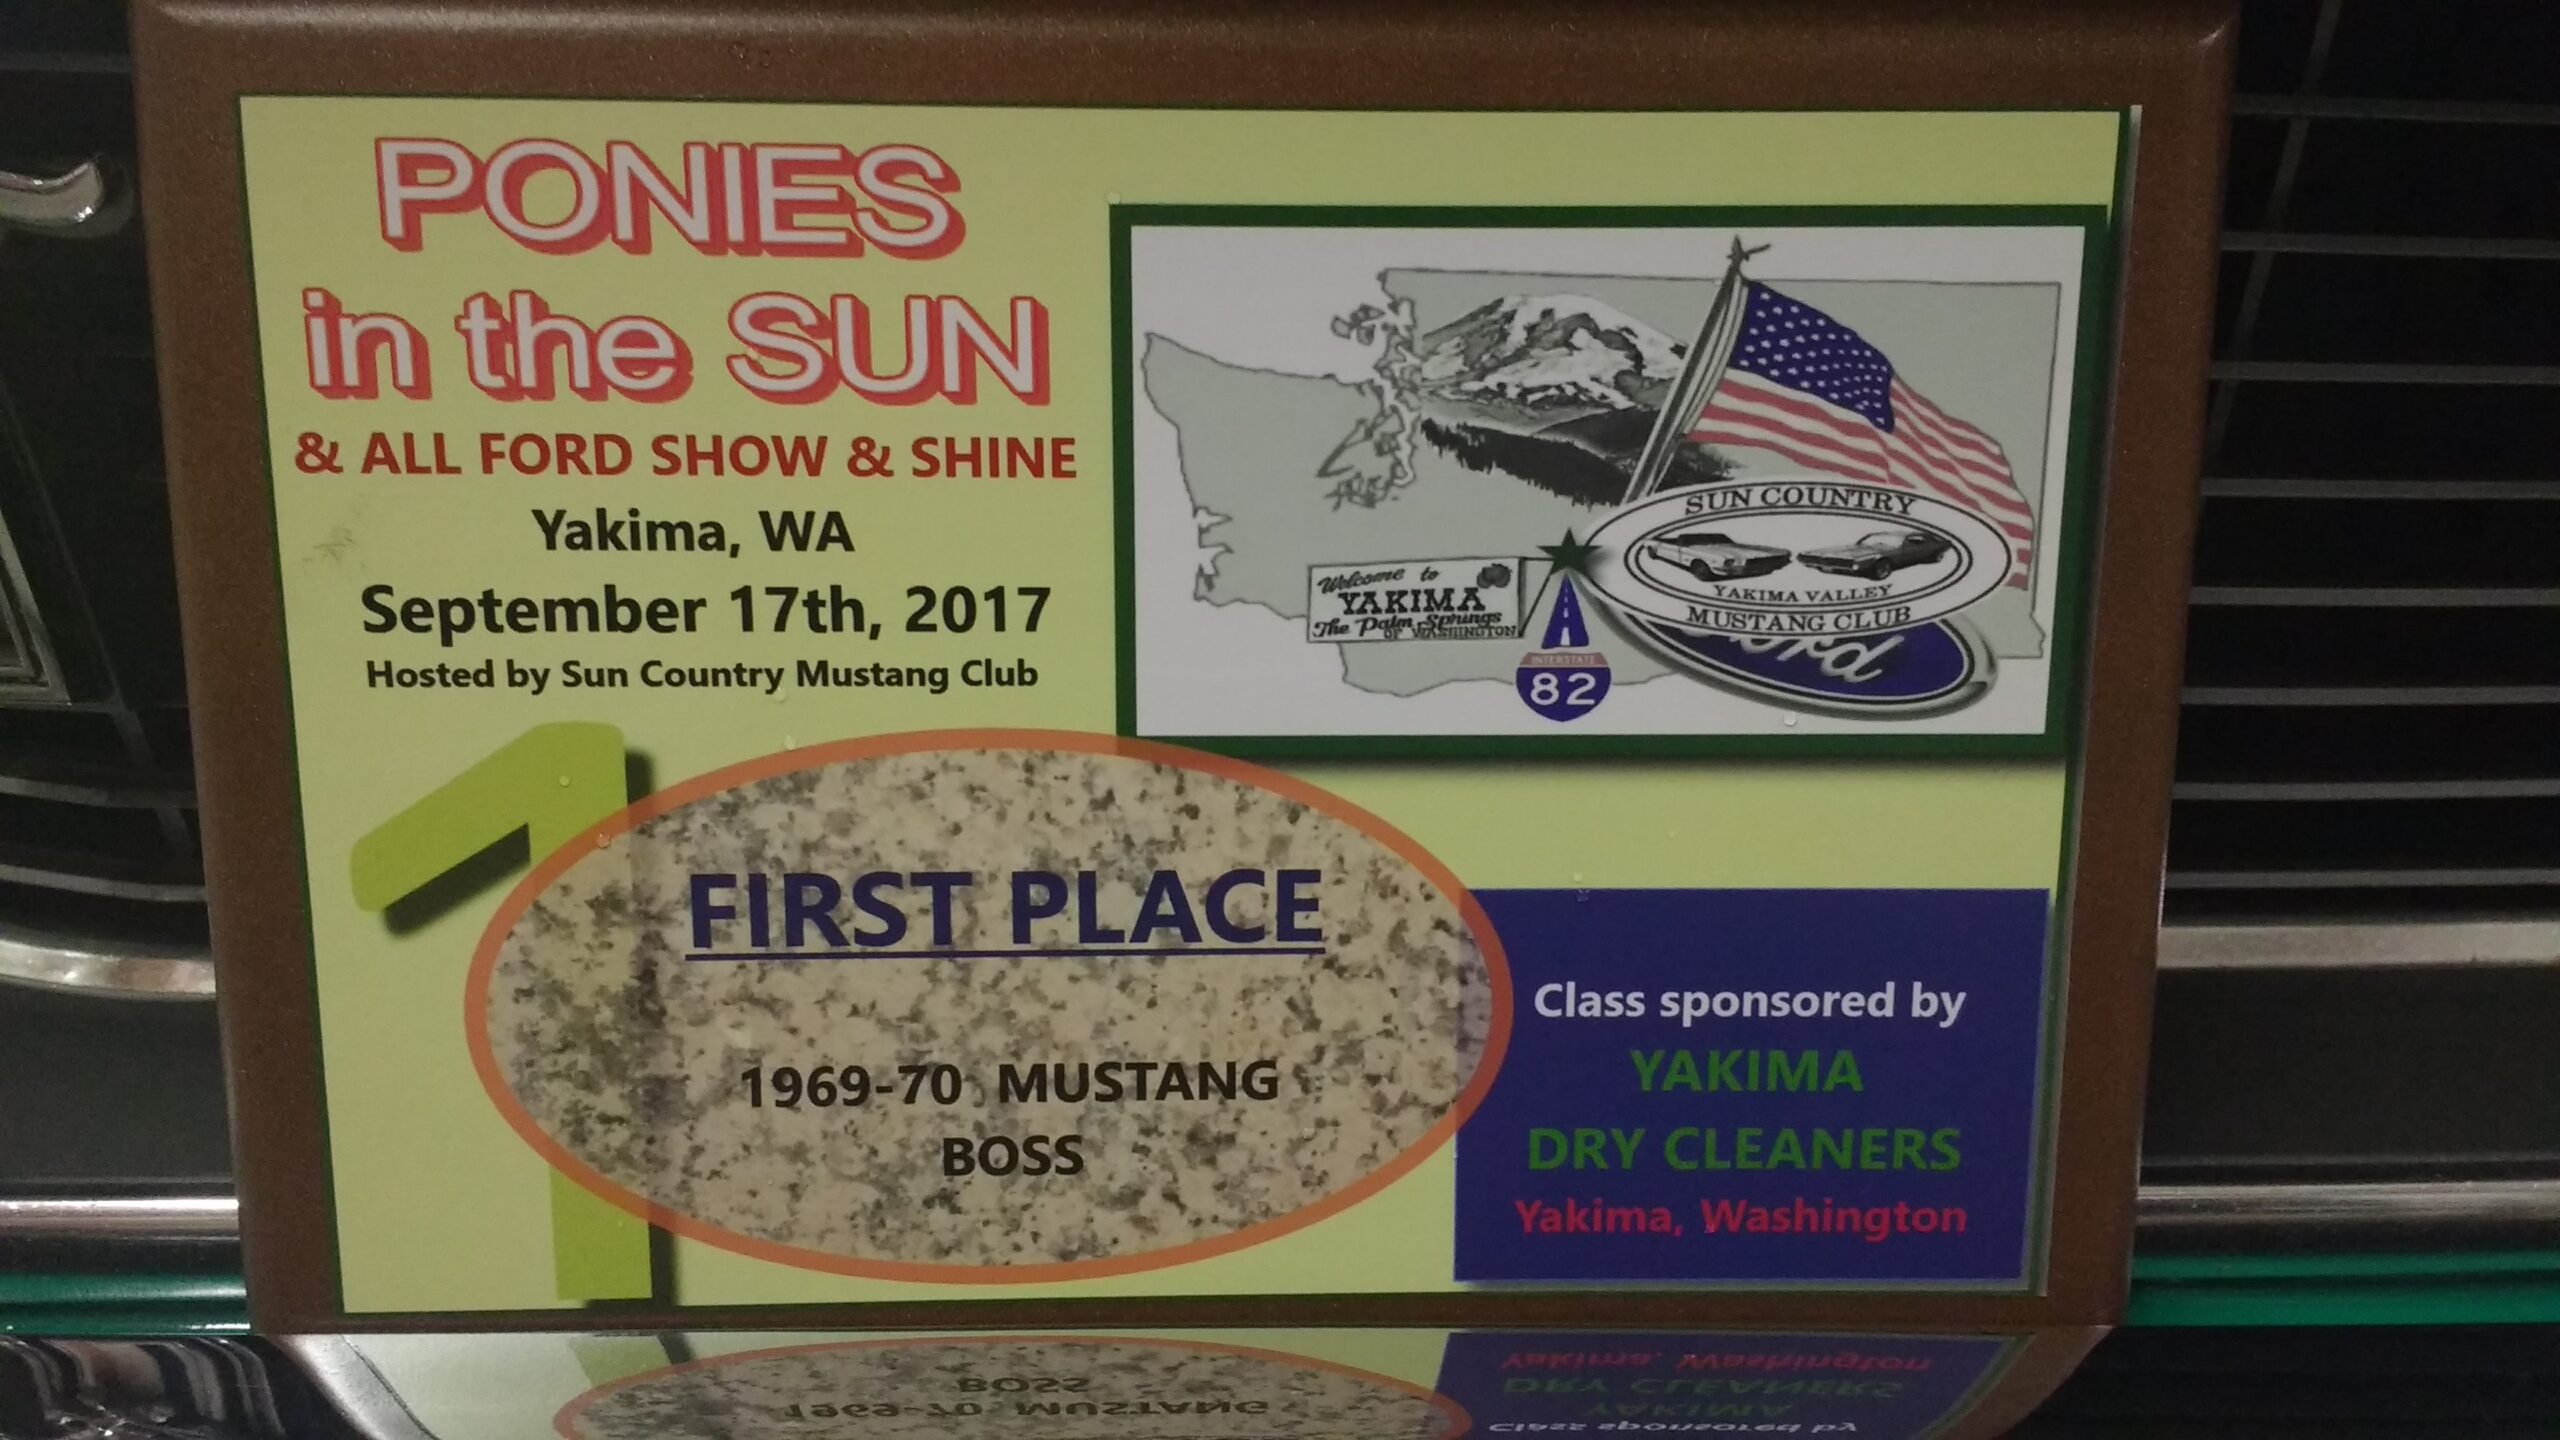 PONIES
in the SUN
& ALL FORD SHOW & SHINE
Yakima, WA
September 17th, 2017
Hosted by Sun Country Mustang Club
SUN COUNTRY
YAKIMA VALLEY
MUSTANG CLUB
Ford
Welcome to
YAKIMA
The Palm Springs
OF WASHINGTON
INTERSTATE
82
1
FIRST PLACE
1969-70 MUSTANG
BOSS
Class sponsored by
YAKIMA
DRY CLEANERS
Yakima, Washington